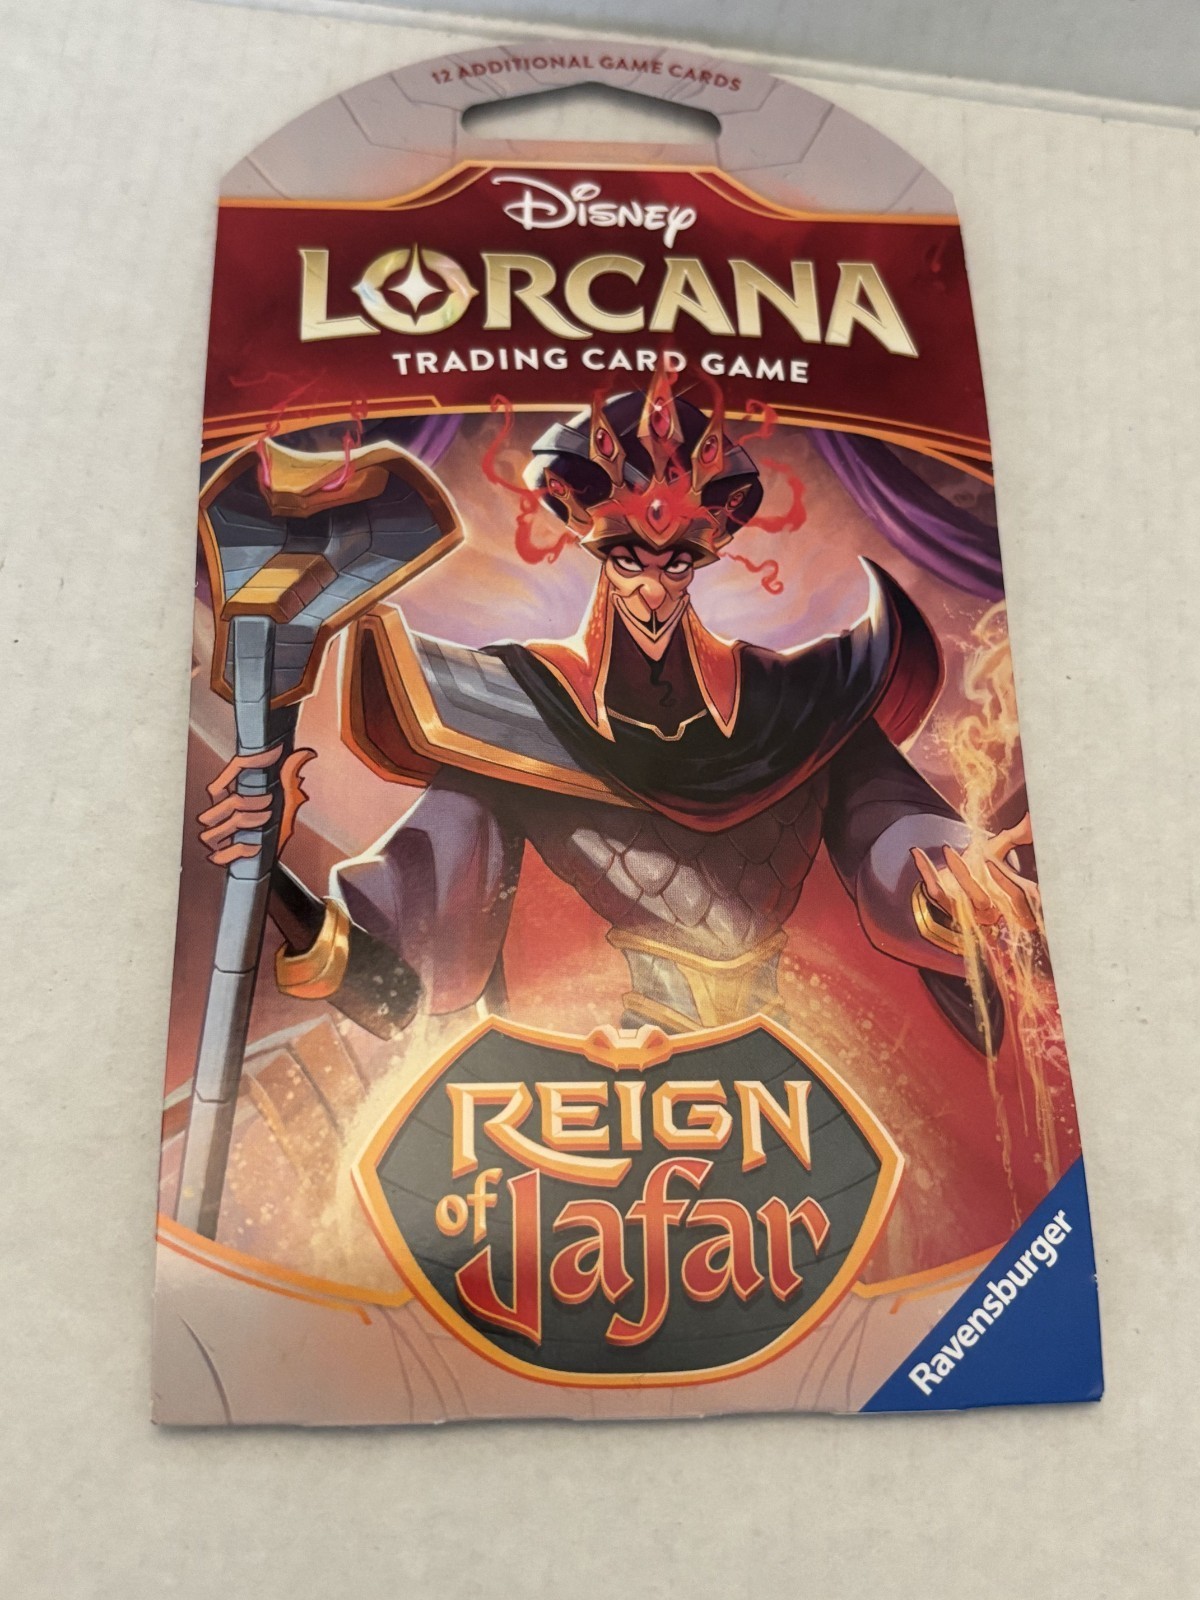 12 ADDITIONAL GAME CARDS
Disney
LORCANA
TRADING CARD GAME
REIGN
of Jafar
Ravensburger